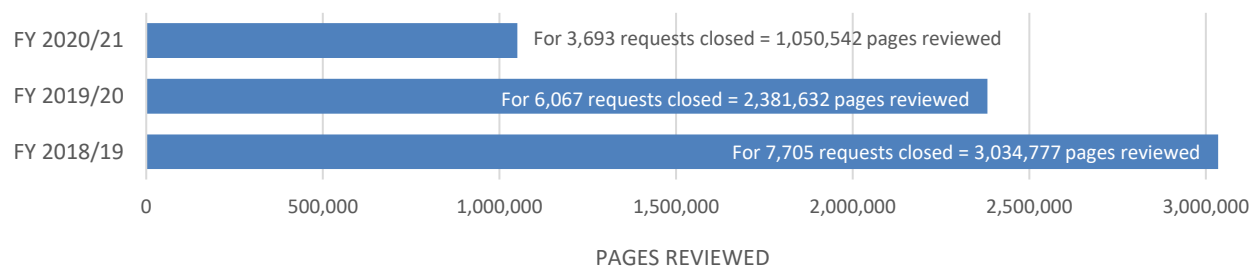 FY 2020/21
For 3,693 requests closed = 1,050,542 pages reviewed
FY 2019/20
For 6,067 requests closed = 2,381,632 pages reviewed
FY 2018/19
For 7,705 requests closed = 3,034,777 pages reviewed
0 500,000 1,000,000 1,500,000 2,000,000 2,500,000 3,000,000
PAGES REVIEWED